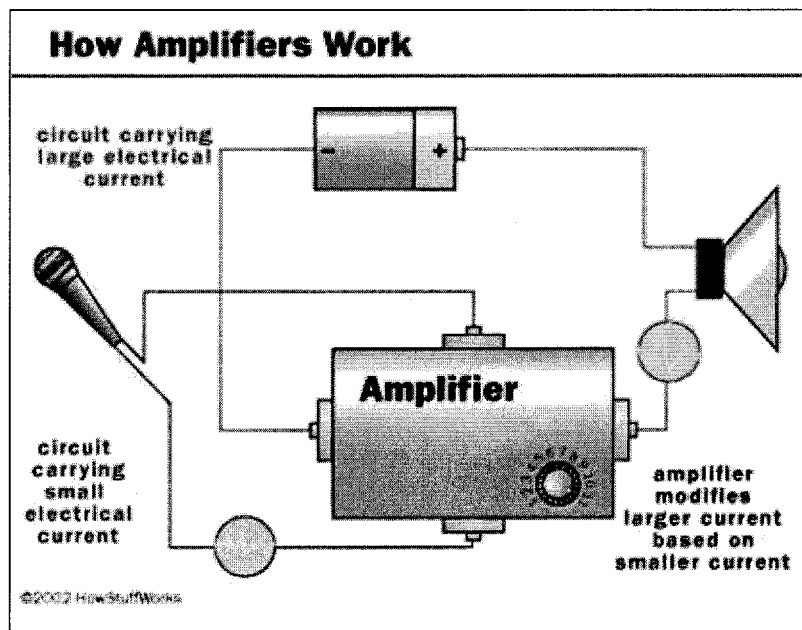 How Amplifiers Work
circuit carrying
large electrical
current
-
+
Amplifier
circuit
carrying
small
electrical
current
amplifier
modifies
larger current
based on
smaller current
©2002 HowStuffWorks